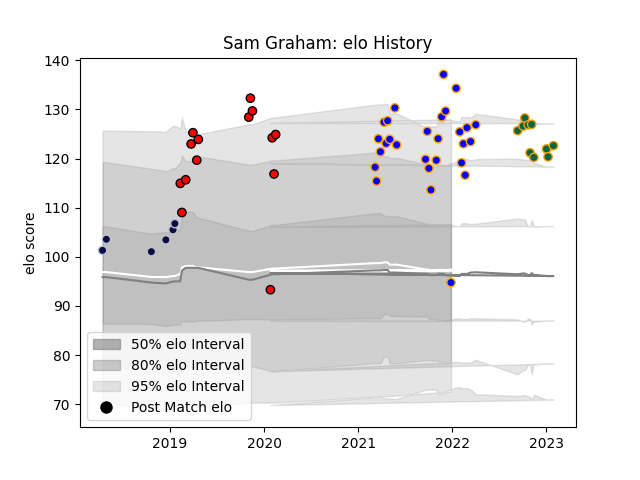 Sam Graham: elo History
140
130
120
110
100
90
80
70
elo score
50% elo Interval
80% elo Interval
95% elo Interval
Post Match elo
2019
2020
2021
2022
2023